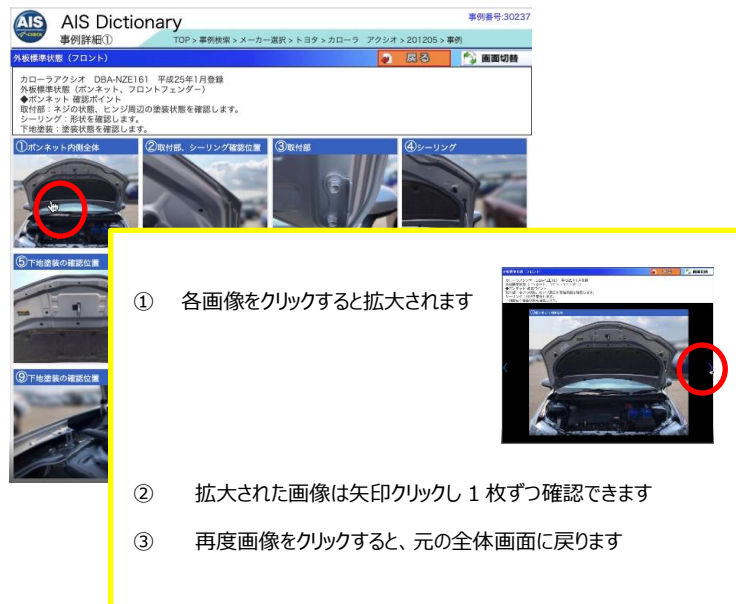 AIS
AIS Dictionary
事例番号:30237
事例詳細①
TOP > 事例検索 > メーカー選択 > トヨタ > カローラ アクシオ > 201205 > 事例
外板標準状態（フロント）
戻る
画面切替
カローラアクシオ DBA-NZE161 平成25年1月登録
外板標準状態（ボンネット、フロントフェンダー）
◆ボンネット 確認ポイント
取付部：ネジの状態、ヒンジ周辺の塗装状態を確認します。
シーリング：形状を確認します。
下地塗装：塗装状態を確認します。
①ボンネット内側全体
②取付部、シーリング確認位置
③取付部
④シーリング
⑤下地塗装の確認位置
⑨下地塗装の確認位置
① 各画像をクリックすると拡大されます
② 拡大された画像は矢印クリックし 1 枚ずつ確認できます
③ 再度画像をクリックすると、元の全体画面に戻ります